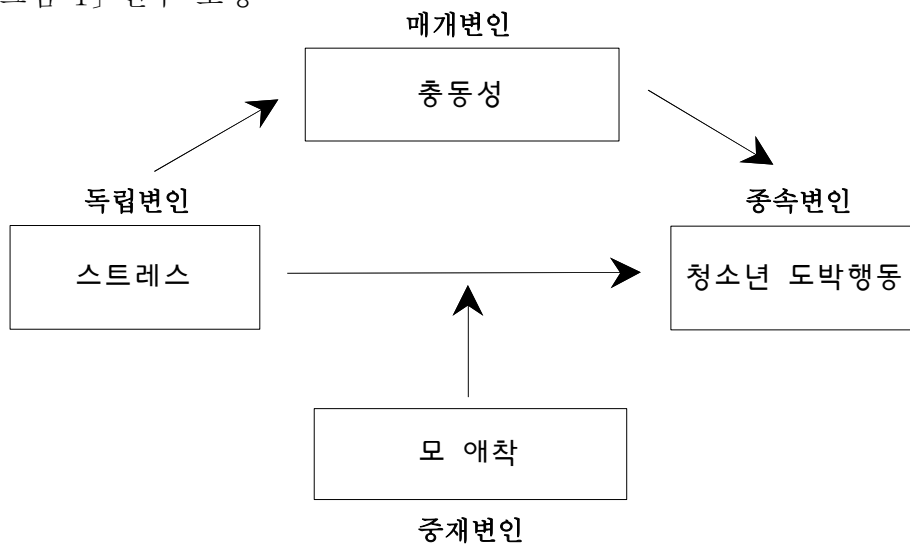 매개변인
충동성
독립변인
종속변인
스트레스
청소년 도박행동
모 애착
중재변인